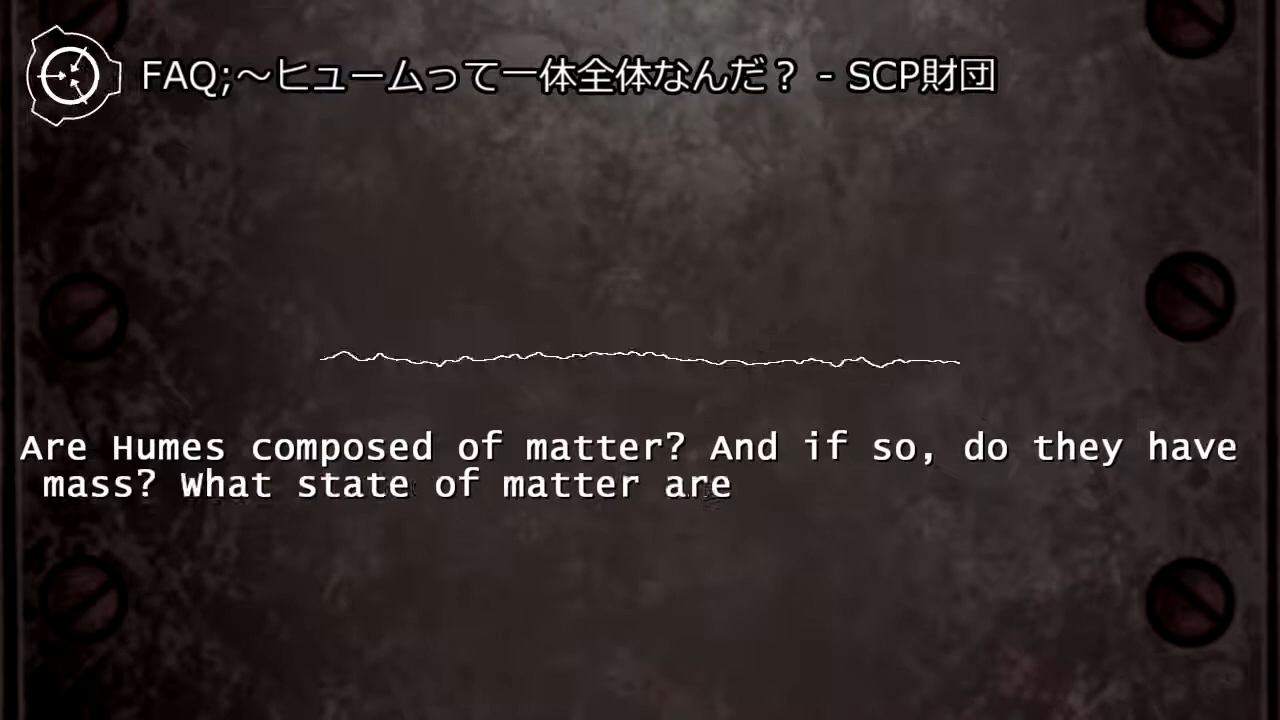 FAQ;～ヒュームって一体全体なんだ？ - SCP財団
Are Humes composed of matter? And if so, do they have
mass? What state of matter are